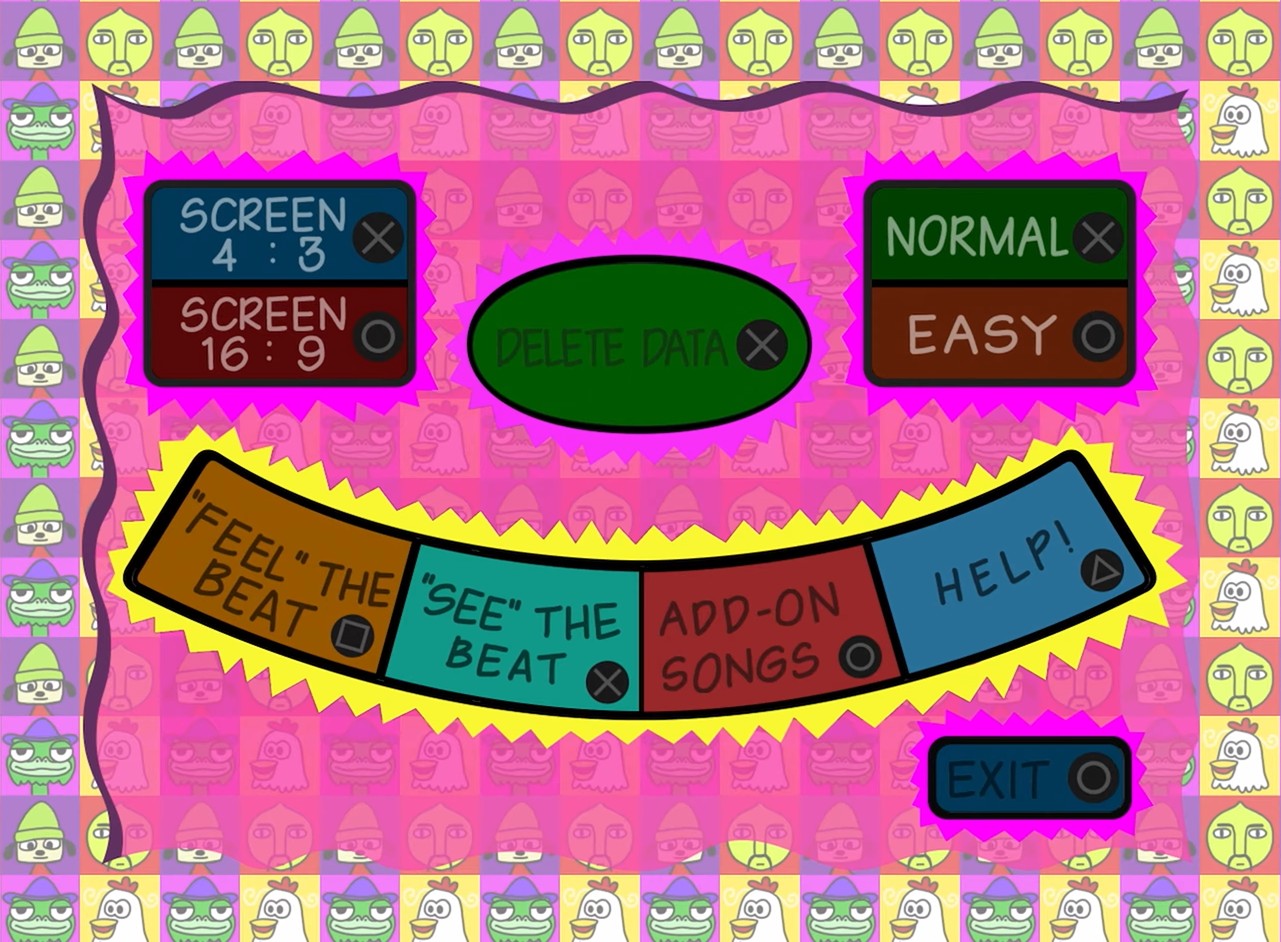 SCREEN
4 : 3
SCREEN
16 : 9
DELETE DATA
NORMAL
EASY
"FEEL" THE
BEAT
"SEE" THE
BEAT
ADD-ON
SONGS
HELP!
EXIT